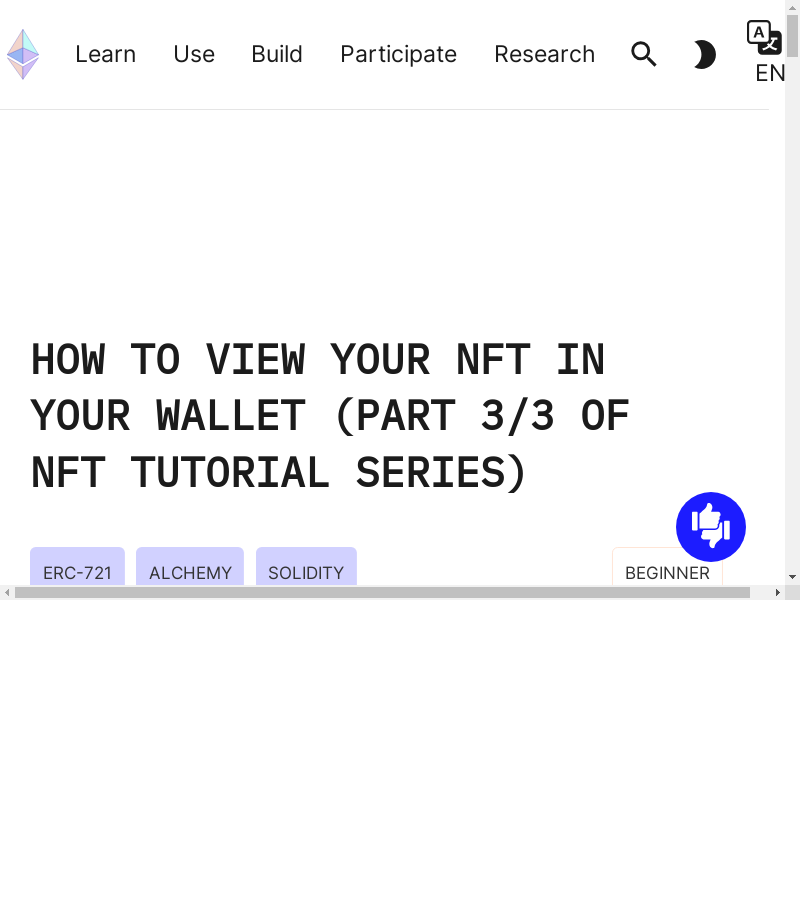 Learn Use Build Participate Research
A
文
EN
HOW TO VIEW YOUR NFT IN
YOUR WALLET (PART 3/3 OF
NFT TUTORIAL SERIES)
ERC-721 ALCHEMY SOLIDITY BEGINNER